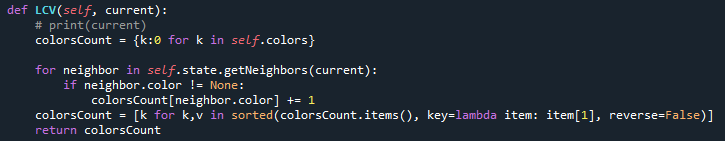 def LCV(self, current):
    # print(current)
    colorsCount = {k:0 for k in self.colors}
    for neighbor in self.state.getNeighbors(current):
        if neighbor.color != None:
            colorsCount[neighbor.color] += 1
    colorsCount = [k for k,v in sorted(colorsCount.items(), key=lambda item: item[1], reverse=False)]
    return colorsCount